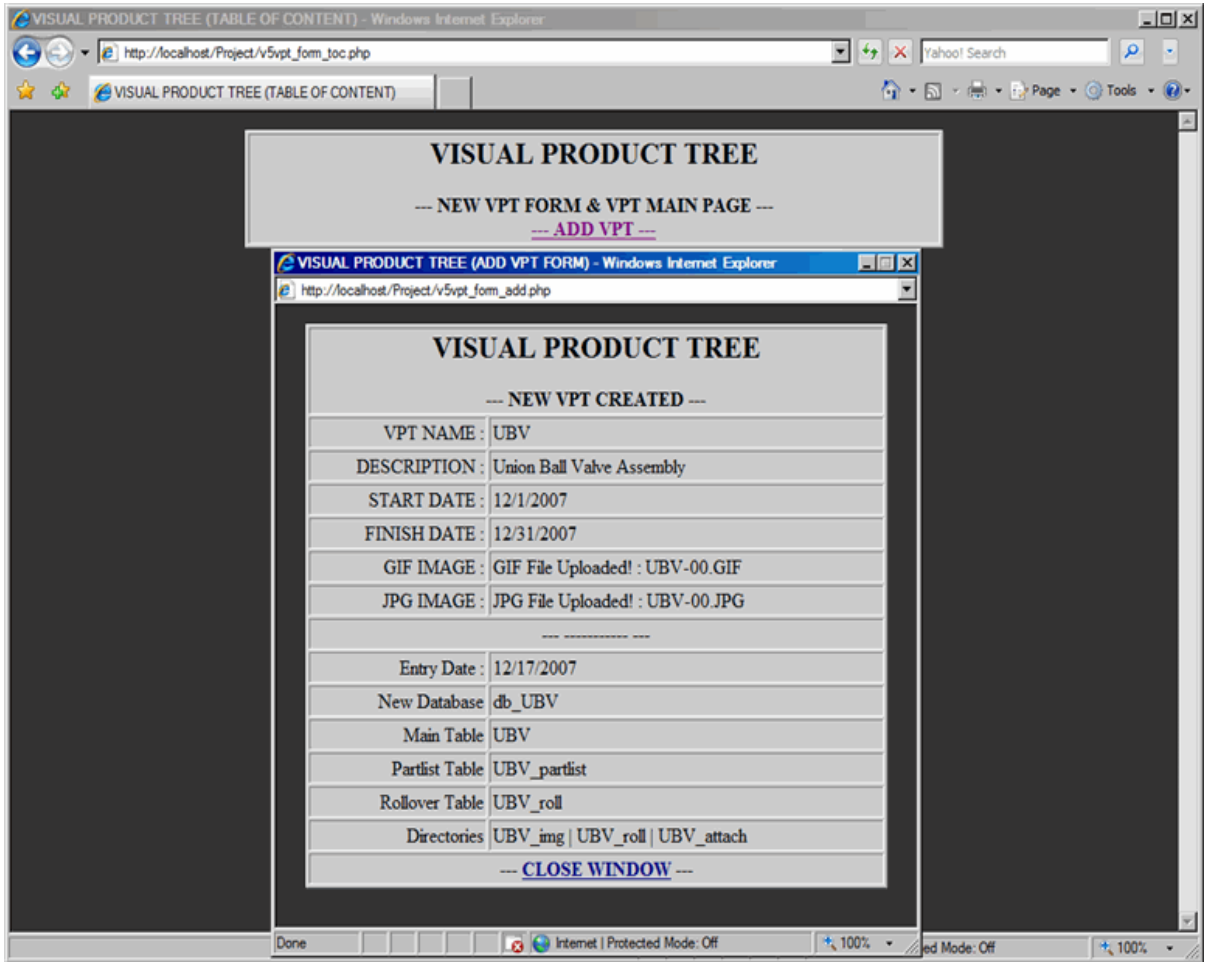 VISUAL PRODUCT TREE (TABLE OF CONTENT) - Windows Internet Explorer
http://localhost/Project/v5vpt_form_toc.php
Yahoo! Search
VISUAL PRODUCT TREE (TABLE OF CONTENT)
Page
Tools
VISUAL PRODUCT TREE
--- NEW VPT FORM & VPT MAIN PAGE ---
--- ADD VPT ---
VISUAL PRODUCT TREE (ADD VPT FORM) - Windows Internet Explorer
http://localhost/Project/v5vpt_form_add.php
VISUAL PRODUCT TREE
--- NEW VPT CREATED ---
VPT NAME : UBV
DESCRIPTION : Union Ball Valve Assembly
START DATE : 12/1/2007
FINISH DATE : 12/31/2007
GIF IMAGE : GIF File Uploaded! : UBV-00.GIF
JPG IMAGE : JPG File Uploaded! : UBV-00.JPG
--- ----------- ---
Entry Date : 12/17/2007
New Database db_UBV
Main Table UBV
Partlist Table UBV_partlist
Rollover Table UBV_roll
Directories UBV_img | UBV_roll | UBV_attach
--- CLOSE WINDOW ---
Done
Internet | Protected Mode: Off
100%
ed Mode: Off
100%